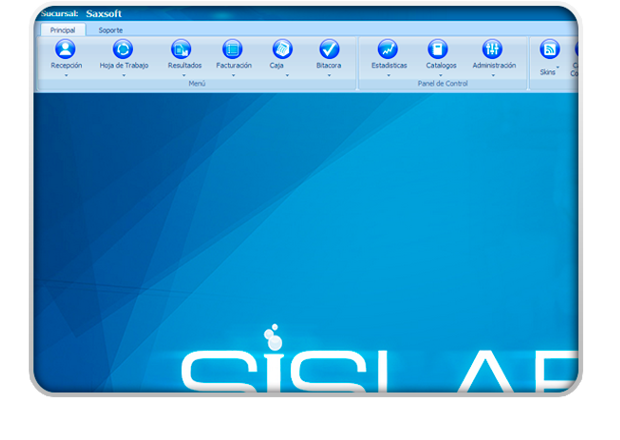 Sucursal: Saxsoft
Principal Soporte
Recepción Hoja de Trabajo Resultados Facturación Caja Bitacora Estadisticas Catalogos Administración Skins
Menú Panel de Control
SISLAB